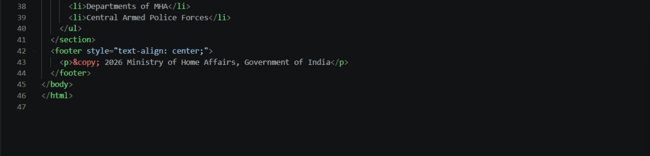 38 <li>Departments of MHA</li>
39 <li>Central Armed Police Forces</li>
40 </ul>
41 </section>
42 <footer style="text-align: center;">
43 <p>&copy; 2026 Ministry of Home Affairs, Government of India</p>
44 </footer>
45 </body>
46 </html>
47